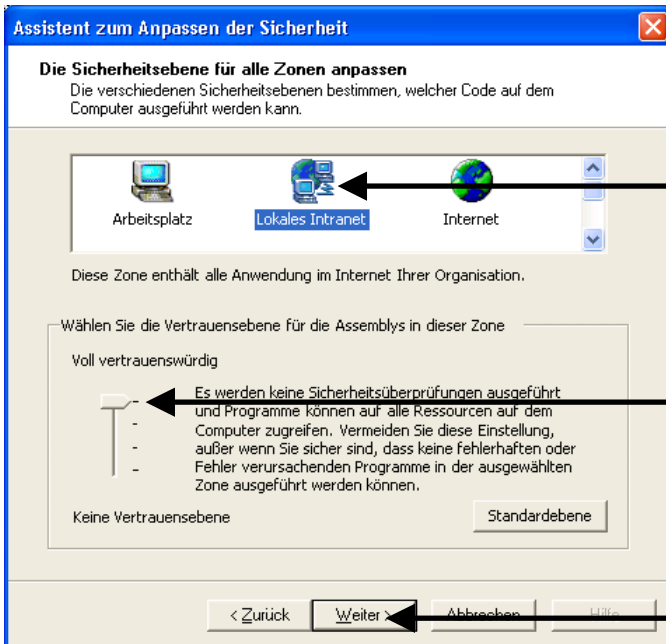 Assistent zum Anpassen der Sicherheit
Die Sicherheitsebene für alle Zonen anpassen
Die verschiedenen Sicherheitsebenen bestimmen, welcher Code auf dem
Computer ausgeführt werden kann.
Arbeitsplatz Lokales Intranet Internet
Diese Zone enthält alle Anwendung im Internet Ihrer Organisation.
Wählen Sie die Vertrauensebene für die Assemblys in dieser Zone
Voll vertrauenswürdig
Es werden keine Sicherheitsüberprüfungen ausgeführt
und Programme können auf alle Ressourcen auf dem
Computer zugreifen. Vermeiden Sie diese Einstellung,
außer wenn Sie sicher sind, dass keine fehlerhaften oder
Fehler verursachenden Programme in der ausgewählten
Zone ausgeführt werden können.
Keine Vertrauensebene
Standardebene
< Zurück Weiter > Abbrechen Hilfe